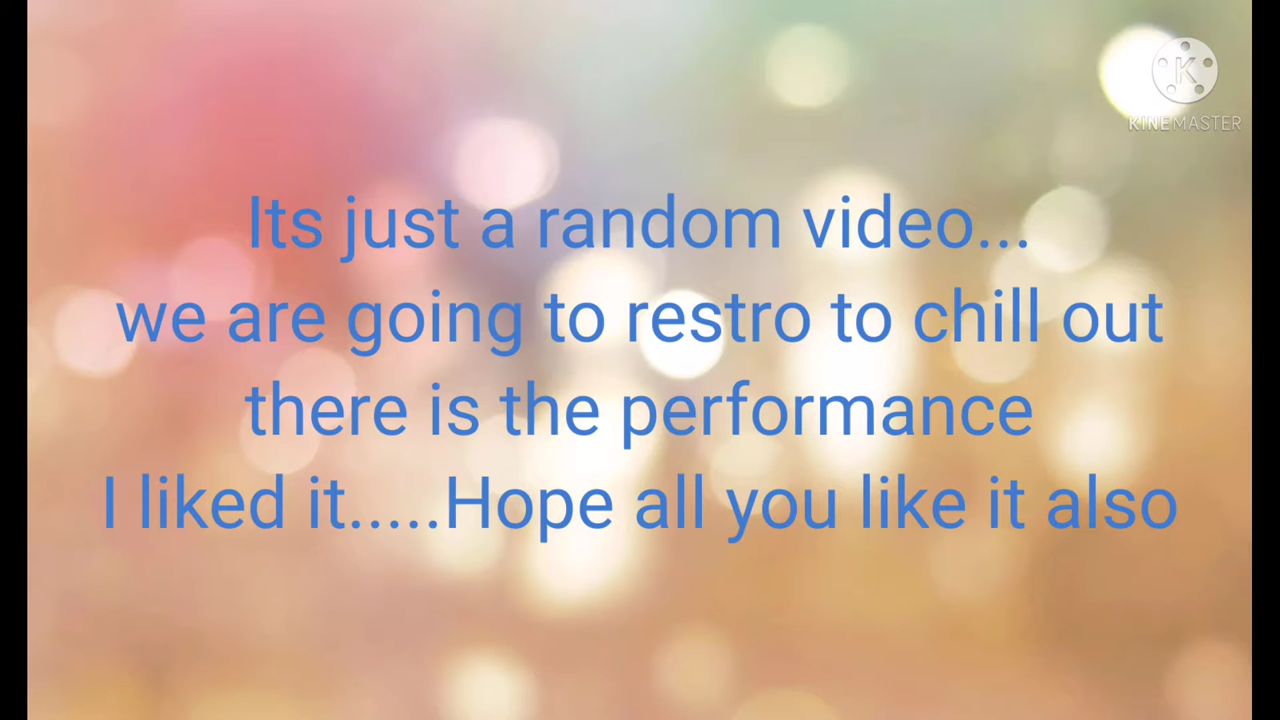 K
KINEMASTER
Its just a random video...
we are going to restro to chill out
there is the performance
I liked it.....Hope all you like it also